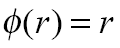 ϕ(r) = r